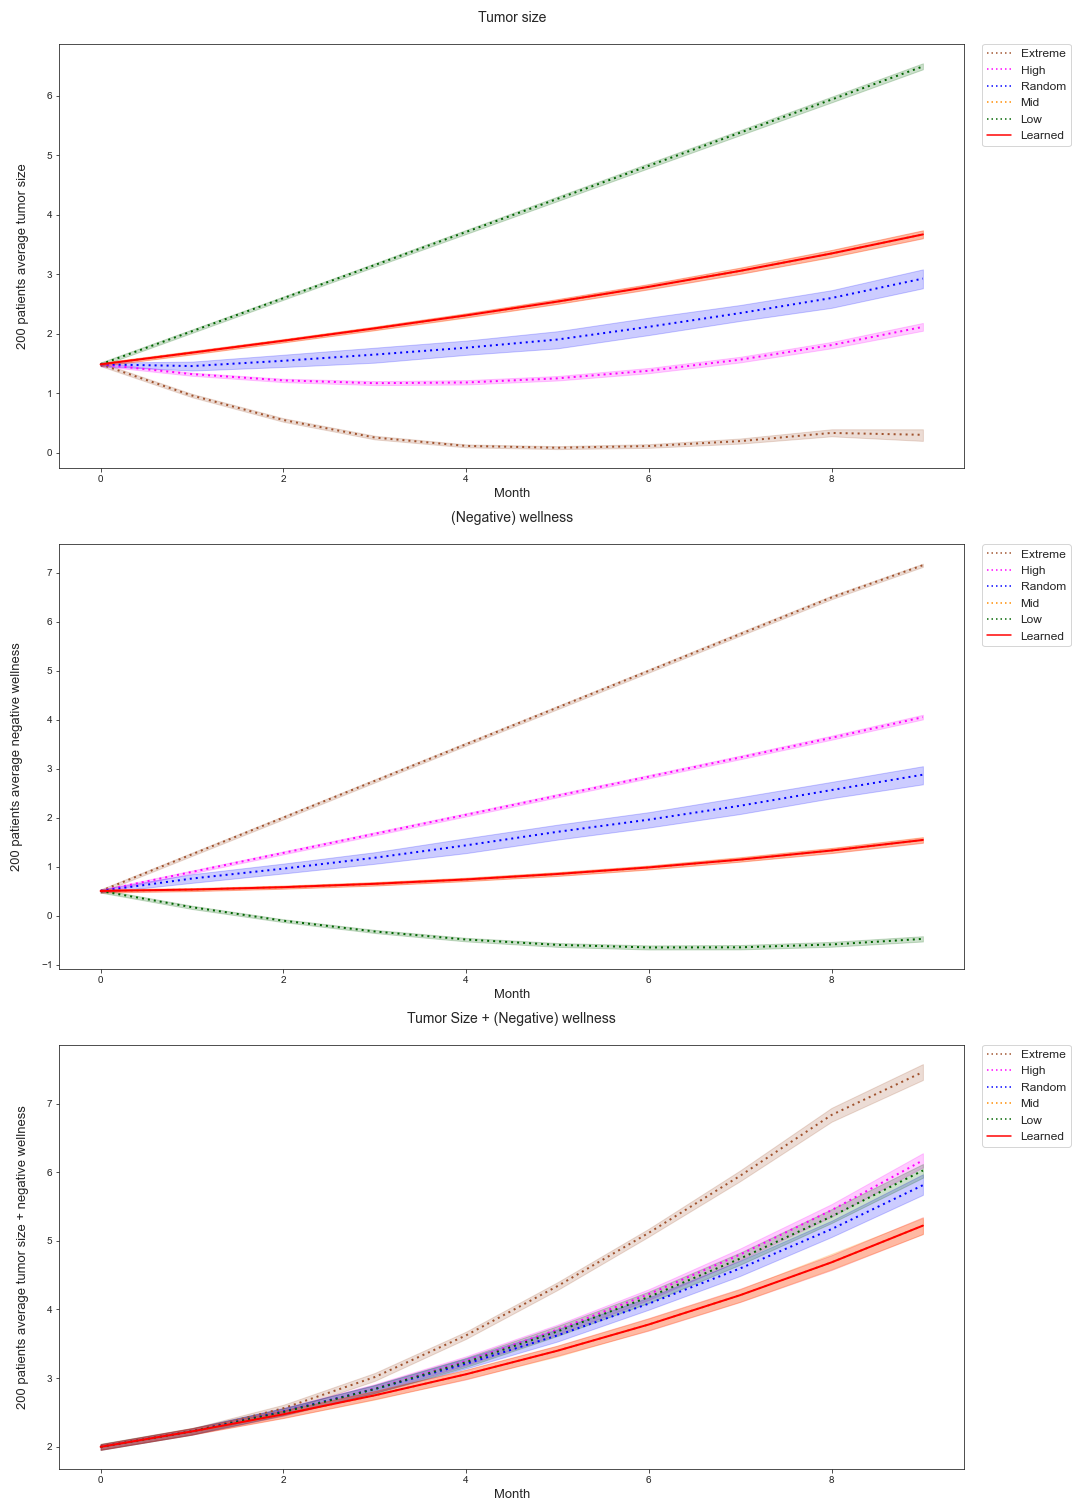 Tumor size
200 patients average tumor size
6
5
4
3
2
1
0
0 2 4 6 8
Month
Extreme
High
Random
Mid
Low
Learned
(Negative) wellness
200 patients average negative wellness
7
6
5
4
3
2
1
0
−1
0 2 4 6 8
Month
Extreme
High
Random
Mid
Low
Learned
Tumor Size + (Negative) wellness
200 patients average tumor size + negative wellness
7
6
5
4
3
2
0 2 4 6 8
Month
Extreme
High
Random
Mid
Low
Learned